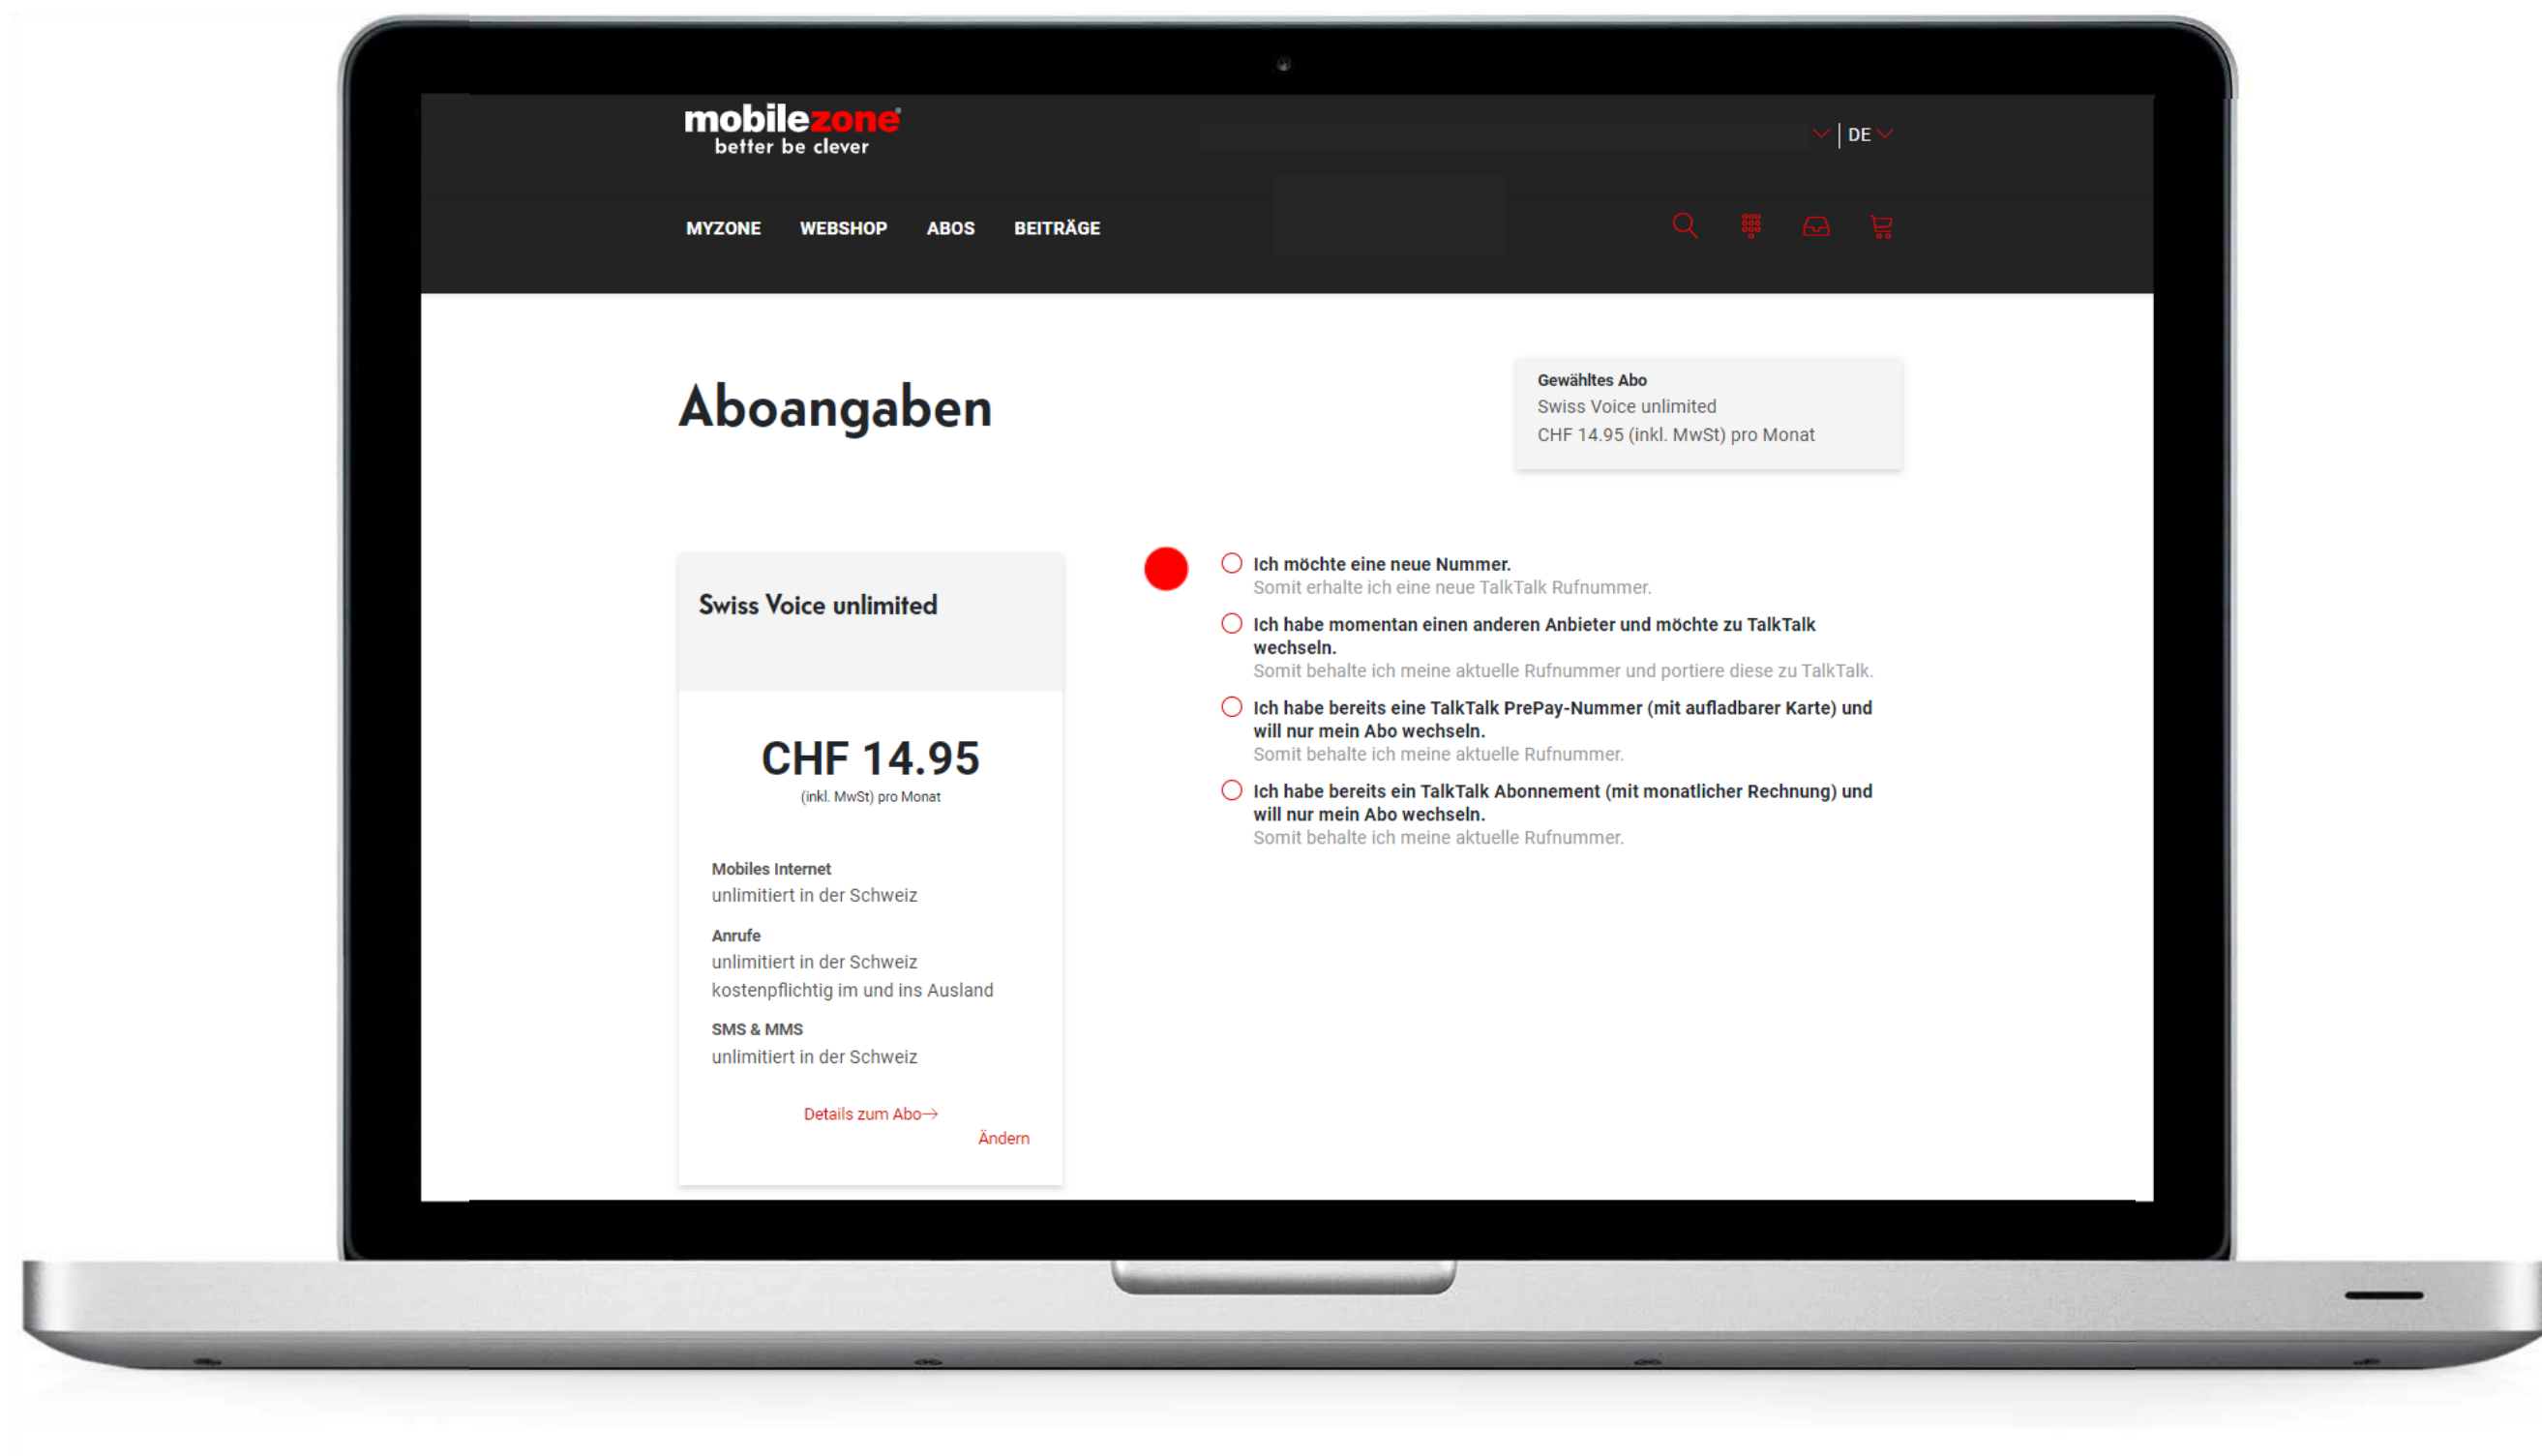 mobilezone®
better be clever
DE
MYZONE WEBSHOP ABOS BEITRÄGE
Aboangaben
Gewähltes Abo
Swiss Voice unlimited
CHF 14.95 (inkl. MwSt) pro Monat
Swiss Voice unlimited
CHF 14.95
(inkl. MwSt) pro Monat
Mobiles Internet
unlimitiert in der Schweiz
Anrufe
unlimitiert in der Schweiz
kostenpflichtig im und ins Ausland
SMS & MMS
unlimitiert in der Schweiz
Details zum Abo→
Ändern
Ich möchte eine neue Nummer.
Somit erhalte ich eine neue TalkTalk Rufnummer.
Ich habe momentan einen anderen Anbieter und möchte zu TalkTalk
wechseln.
Somit behalte ich meine aktuelle Rufnummer und portiere diese zu TalkTalk.
Ich habe bereits eine TalkTalk PrePay-Nummer (mit aufladbarer Karte) und
will nur mein Abo wechseln.
Somit behalte ich meine aktuelle Rufnummer.
Ich habe bereits ein TalkTalk Abonnement (mit monatlicher Rechnung) und
will nur mein Abo wechseln.
Somit behalte ich meine aktuelle Rufnummer.